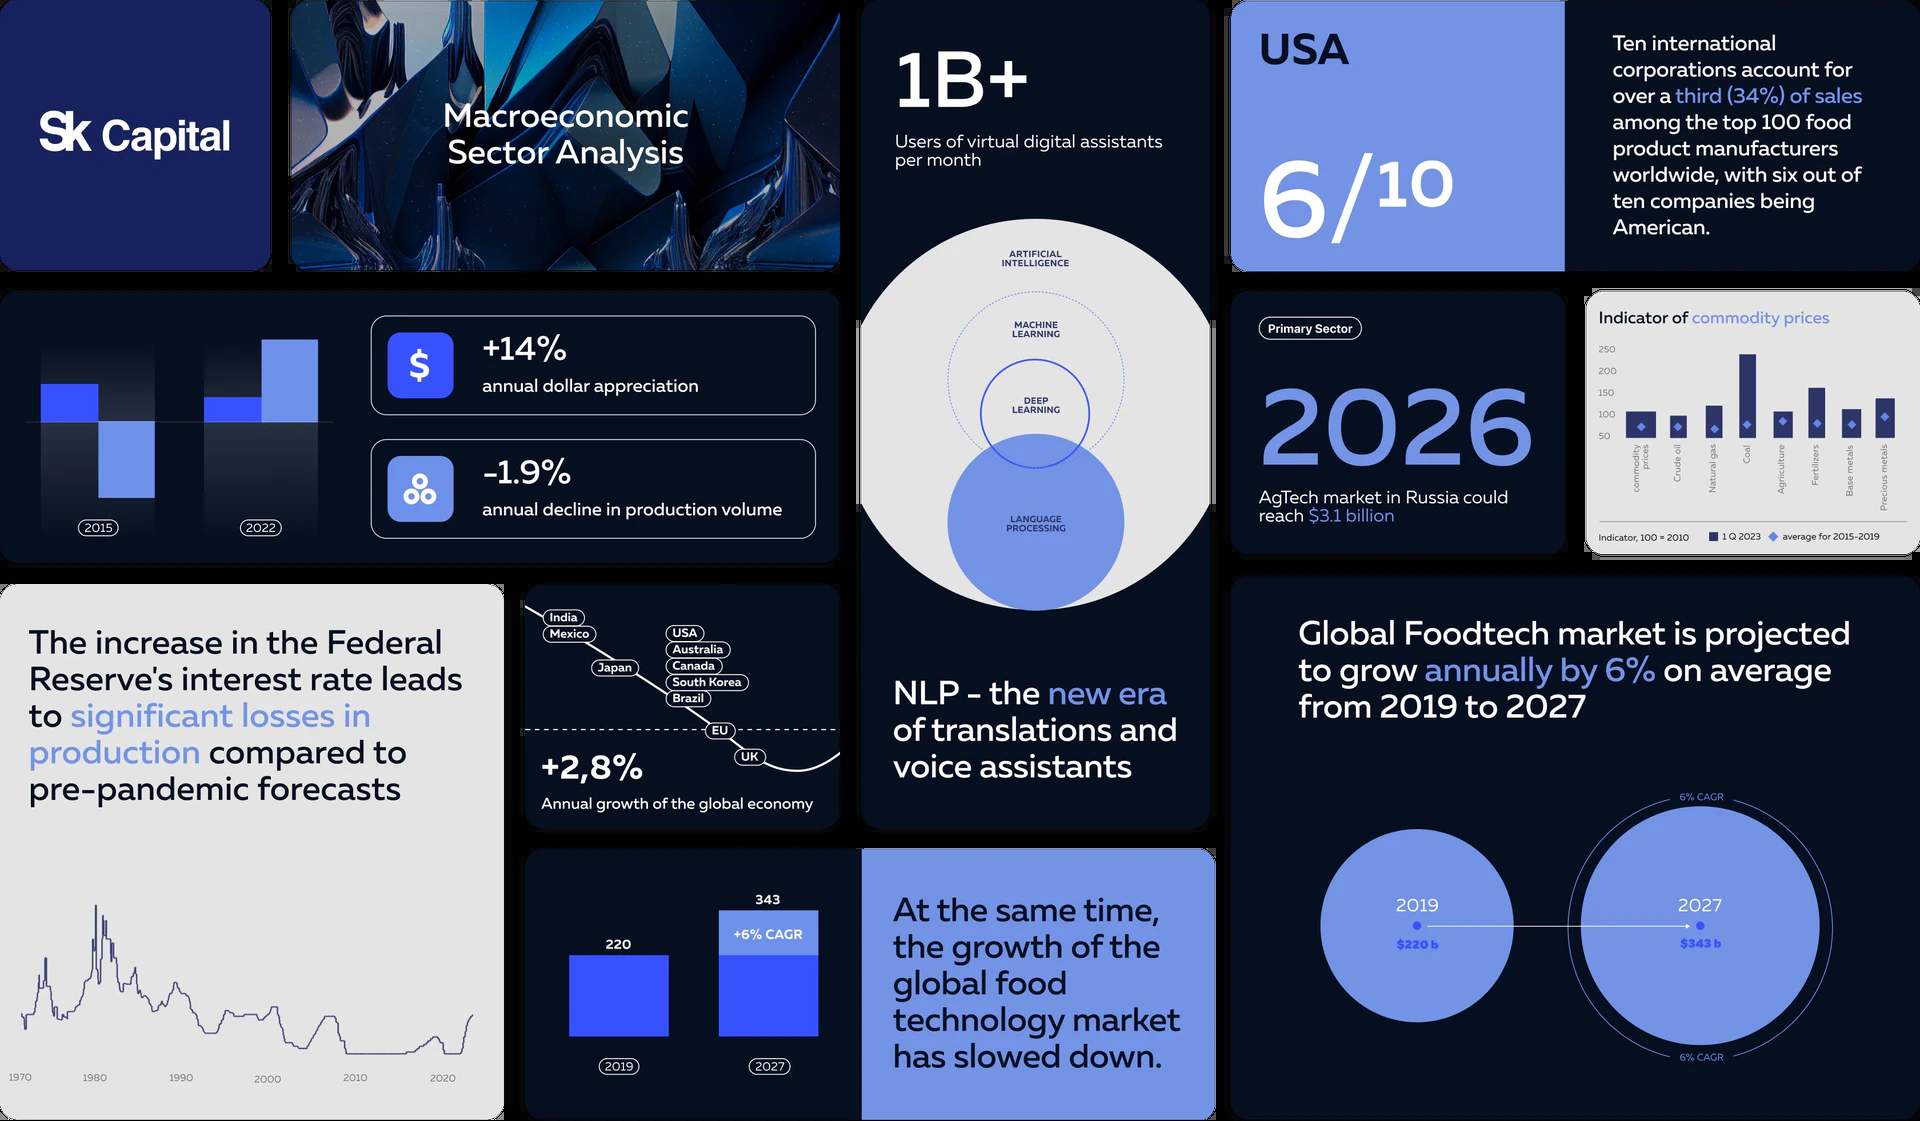 Sk Capital
Macroeconomic
Sector Analysis
1B+
Users of virtual digital assistants
per month
ARTIFICIAL
INTELLIGENCE
MACHINE
LEARNING
DEEP
LEARNING
LANGUAGE
PROCESSING
NLP - the new era
of translations and
voice assistants
USA
6/10
Ten international
corporations account for
over a third (34%) of sales
among the top 100 food
product manufacturers
worldwide, with six out of
ten companies being
American.
2015
2022
$
+14%
annual dollar appreciation
-1.9%
annual decline in production volume
Primary Sector
2026
AgTech market in Russia could
reach $3.1 billion
Indicator of commodity prices
250
200
150
100
50
commodity
prices
Crude oil
Natural gas
Coal
Agriculture
Fertilizers
Base metals
Precious metals
Indicator, 100 = 2010
1 Q 2023
average for 2015-2019
The increase in the Federal
Reserve's interest rate leads
to significant losses in
production compared to
pre-pandemic forecasts
1970
1980
1990
2000
2010
2020
India
Mexico
Japan
USA
Australia
Canada
South Korea
Brazil
EU
UK
+2,8%
Annual growth of the global economy
220
343
+6% CAGR
2019
2027
At the same time,
the growth of the
global food
technology market
has slowed down.
Global Foodtech market is projected
to grow annually by 6% on average
from 2019 to 2027
6% CAGR
2019
$220 b
2027
$343 b
6% CAGR